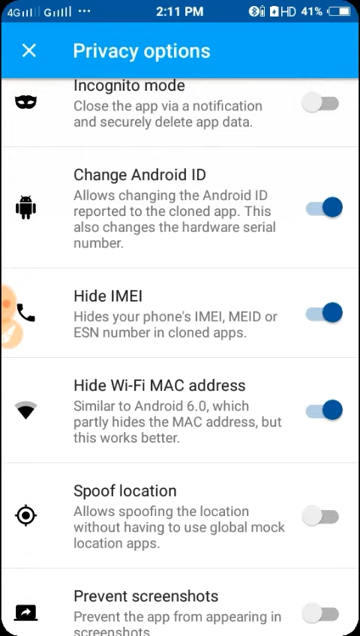 4G 2:11 PM HD 41%
Privacy options
Incognito mode
Close the app via a notification
and securely delete app data.
Change Android ID
Allows changing the Android ID
reported to the cloned app. This
also changes the hardware serial
number.
Hide IMEI
Hides your phone's IMEI, MEID or
ESN number in cloned apps.
Hide Wi-Fi MAC address
Similar to Android 6.0, which
partly hides the MAC address, but
this works better.
Spoof location
Allows spoofing the location
without having to use global mock
location apps.
Prevent screenshots
Prevent the app from appearing in
screenshots